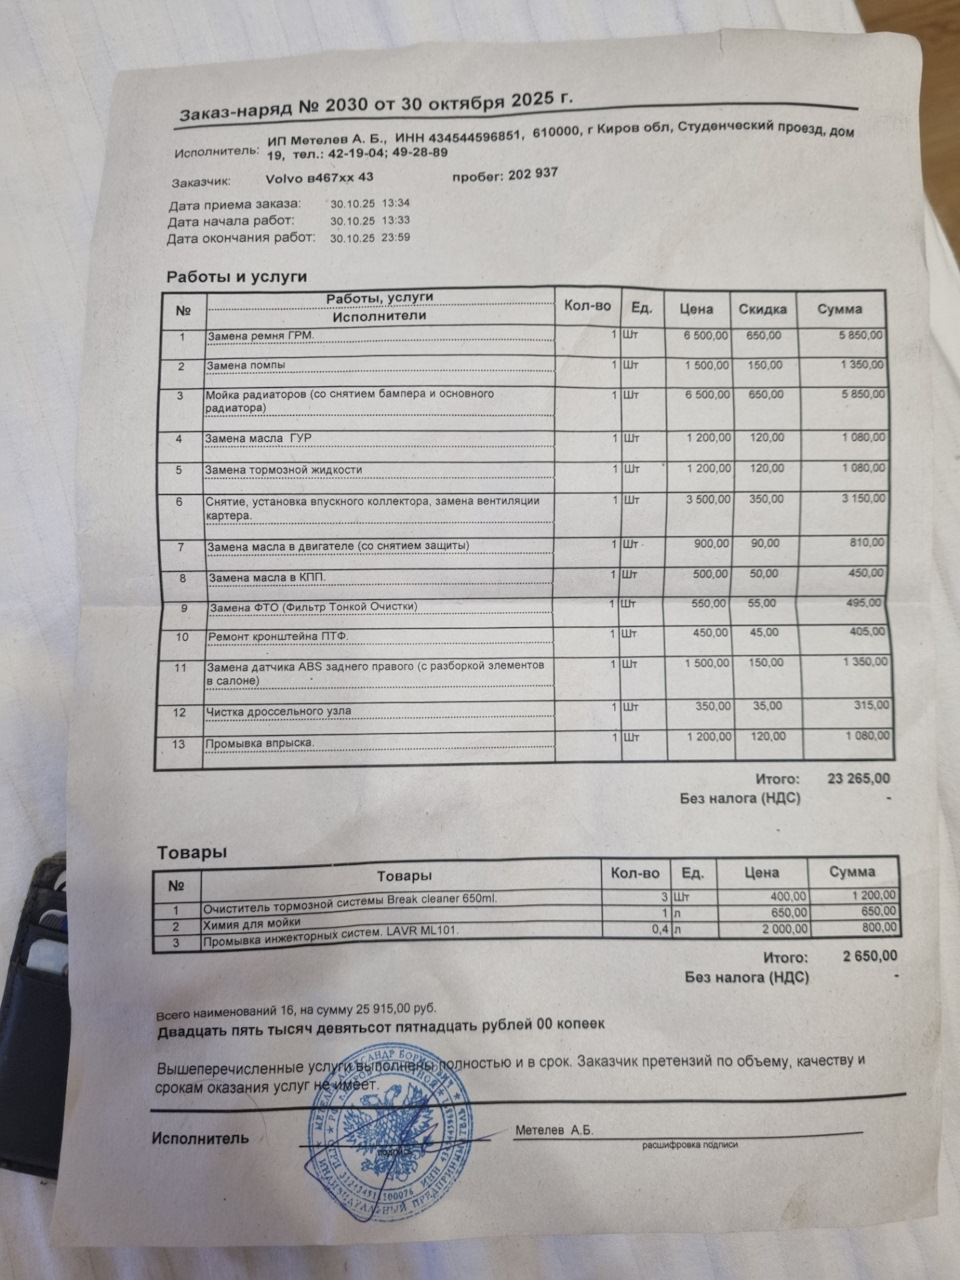 Заказ-наряд № 2030 от 30 октября 2025 г.
Исполнитель: ИП Метелев А. Б., ИНН 434544596851, 610000, г Киров обл, Студенческий проезд, дом
19, тел.: 42-19-04; 49-28-89
Заказчик: Volvo в467хх 43 пробег: 202 937
Дата приема заказа: 30.10.25 13:34
Дата начала работ: 30.10.25 13:33
Дата окончания работ: 30.10.25 23:59
Работы и услуги
№ Работы, услуги Кол-во Ед. Цена Скидка Сумма
Исполнители
1 Замена ремня ГРМ. 1 Шт 6 500,00 650,00 5 850,00
2 Замена помпы 1 Шт 1 500,00 150,00 1 350,00
3 Мойка радиаторов (со снятием бампера и основного 1 Шт 6 500,00 650,00 5 850,00
радиатора)
4 Замена масла ГУР 1 Шт 1 200,00 120,00 1 080,00
5 Замена тормозной жидкости 1 Шт 1 200,00 120,00 1 080,00
6 Снятие, установка впускного коллектора, замена вентиляции 1 Шт 3 500,00 350,00 3 150,00
картера.
7 Замена масла в двигателе (со снятием защиты) 1 Шт 900,00 90,00 810,00
8 Замена масла в КПП. 1 Шт 500,00 50,00 450,00
9 Замена ФТО (Фильтр Тонкой Очистки) 1 Шт 550,00 55,00 495,00
10 Ремонт кронштейна ПТФ. 1 Шт 450,00 45,00 405,00
11 Замена датчика ABS заднего правого (с разборкой элементов 1 Шт 1 500,00 150,00 1 350,00
в салоне)
12 Чистка дроссельного узла 1 Шт 350,00 35,00 315,00
13 Промывка впрыска. 1 Шт 1 200,00 120,00 1 080,00
Итого: 23 265,00
Без налога (НДС) -
Товары
№ Товары Кол-во Ед. Цена Сумма
1 Очиститель тормозной системы Break cleaner 650ml. 3 Шт 400,00 1 200,00
2 Химия для мойки 1 л 650,00 650,00
3 Промывка инжекторных систем. LAVR ML101. 0,4 л 2 000,00 800,00
Итого: 2 650,00
Без налога (НДС) -
Всего наименований 16, на сумму 25 915,00 руб.
Двадцать пять тысяч девятьсот пятнадцать рублей 00 копеек
Вышеперечисленные услуги выполнены полностью и в срок. Заказчик претензий по объему, качеству и
срокам оказания услуг не имеет.
Исполнитель Метелев А.Б.
подпись расшифровка подписи
МЕТЕЛЕВ АЛЕКСАНДР БОРИСОВИЧ
ИНДИВИДУАЛЬНЫЙ ПРЕДПРИНИМАТЕЛЬ